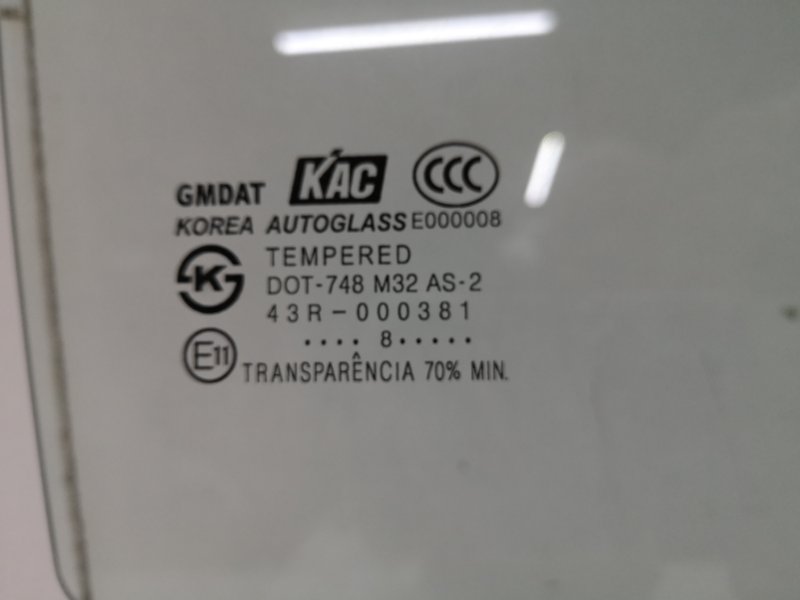 GMDAT KAC CCC
KOREA AUTOGLASS E000008
KS TEMPERED
DOT-748 M32 AS-2
43R-000381
.... 8.....
E11 TRANSPARÊNCIA 70% MIN.